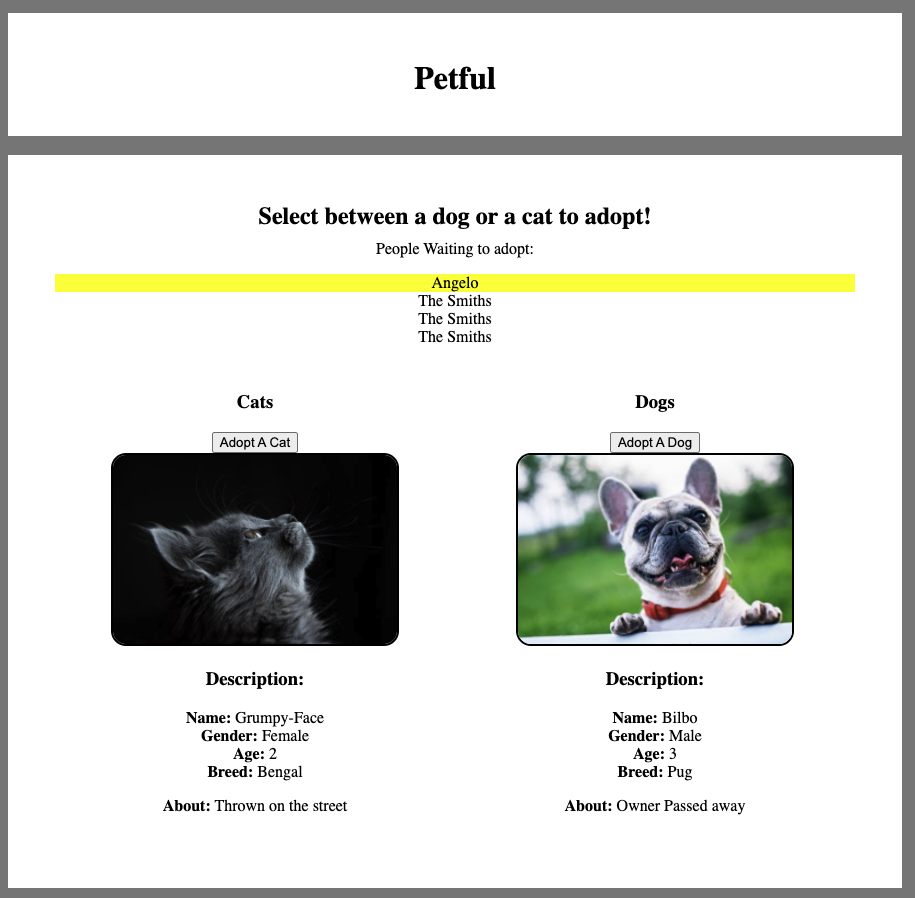 Petful
Select between a dog or a cat to adopt!
People Waiting to adopt:
Angelo
The Smiths
The Smiths
The Smiths
Cats
Adopt A Cat
Description:
Name: Grumpy-Face
Gender: Female
Age: 2
Breed: Bengal
About: Thrown on the street
Dogs
Adopt A Dog
Description:
Name: Bilbo
Gender: Male
Age: 3
Breed: Pug
About: Owner Passed away